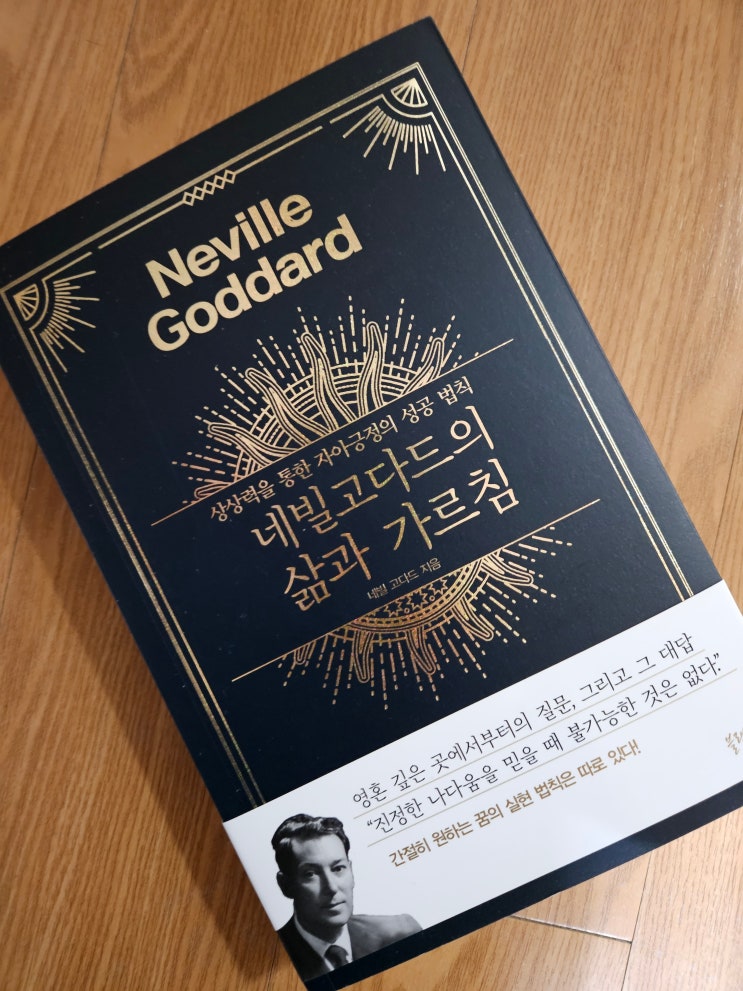 Neville
Goddard
상상력을 통한 자아긍정의 성공 법칙
네빌고다드의
삶과 가르침
네빌 고다드 지음
영혼 깊은 곳에서부터의 질문, 그리고 그 대답
“진정한 나다움을 믿을 때 불가능한 것은 없다.”
간절히 원하는 꿈의 실현 법칙은 따로 있다!